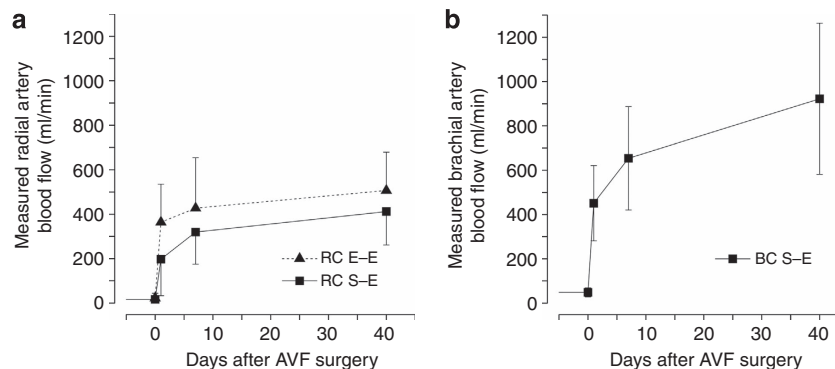 a
Measured radial artery
blood flow (ml/min)
1200
1000
800
600
400
200
0
RC E–E
RC S–E
0 10 20 30 40
Days after AVF surgery
b
Measured brachial artery
blood flow (ml/min)
1200
1000
800
600
400
200
0
BC S–E
0 10 20 30 40
Days after AVF surgery